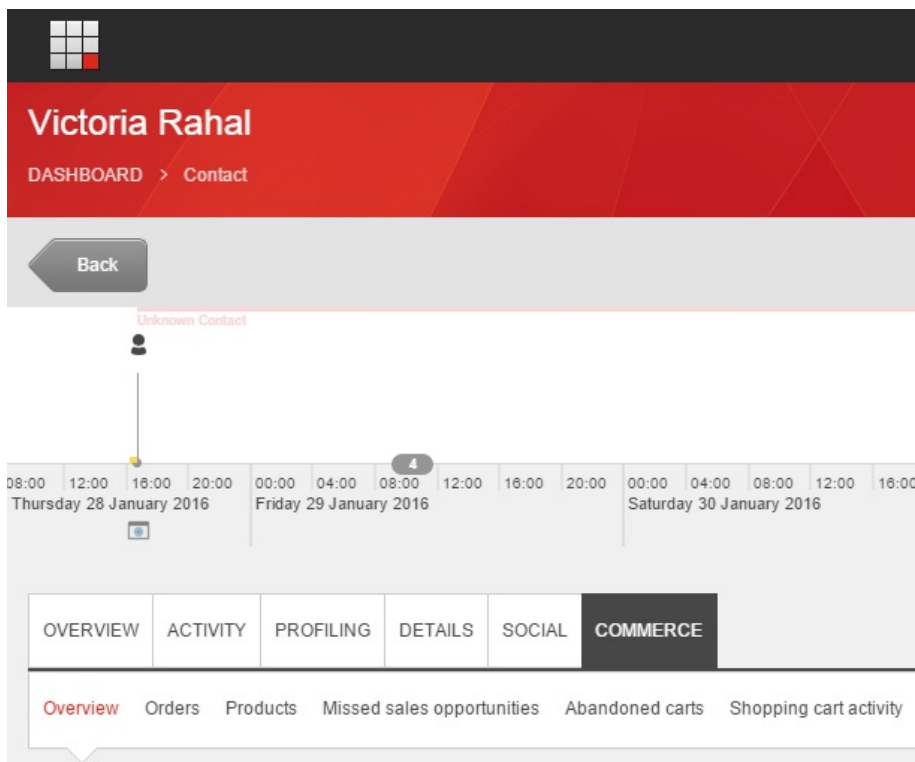 Victoria Rahal
DASHBOARD > Contact
Back
Unknown Contact
4
08:00 12:00 16:00 20:00 00:00 04:00 08:00 12:00 16:00 20:00 00:00 04:00 08:00 12:00 16:00
Thursday 28 January 2016 Friday 29 January 2016 Saturday 30 January 2016
OVERVIEW ACTIVITY PROFILING DETAILS SOCIAL COMMERCE
Overview Orders Products Missed sales opportunities Abandoned carts Shopping cart activity